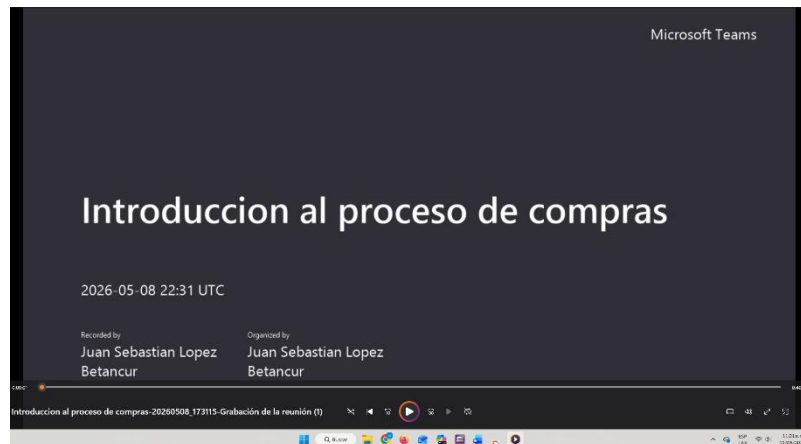 Microsoft Teams
Introduccion al proceso de compras
2026-05-08 22:31 UTC
Recorded by
Organized by
Juan Sebastian Lopez
Betancur
Juan Sebastian Lopez
Betancur
Introduccion al proceso de compras-20260508_173115-Grabación de la reunión (1)
ESP